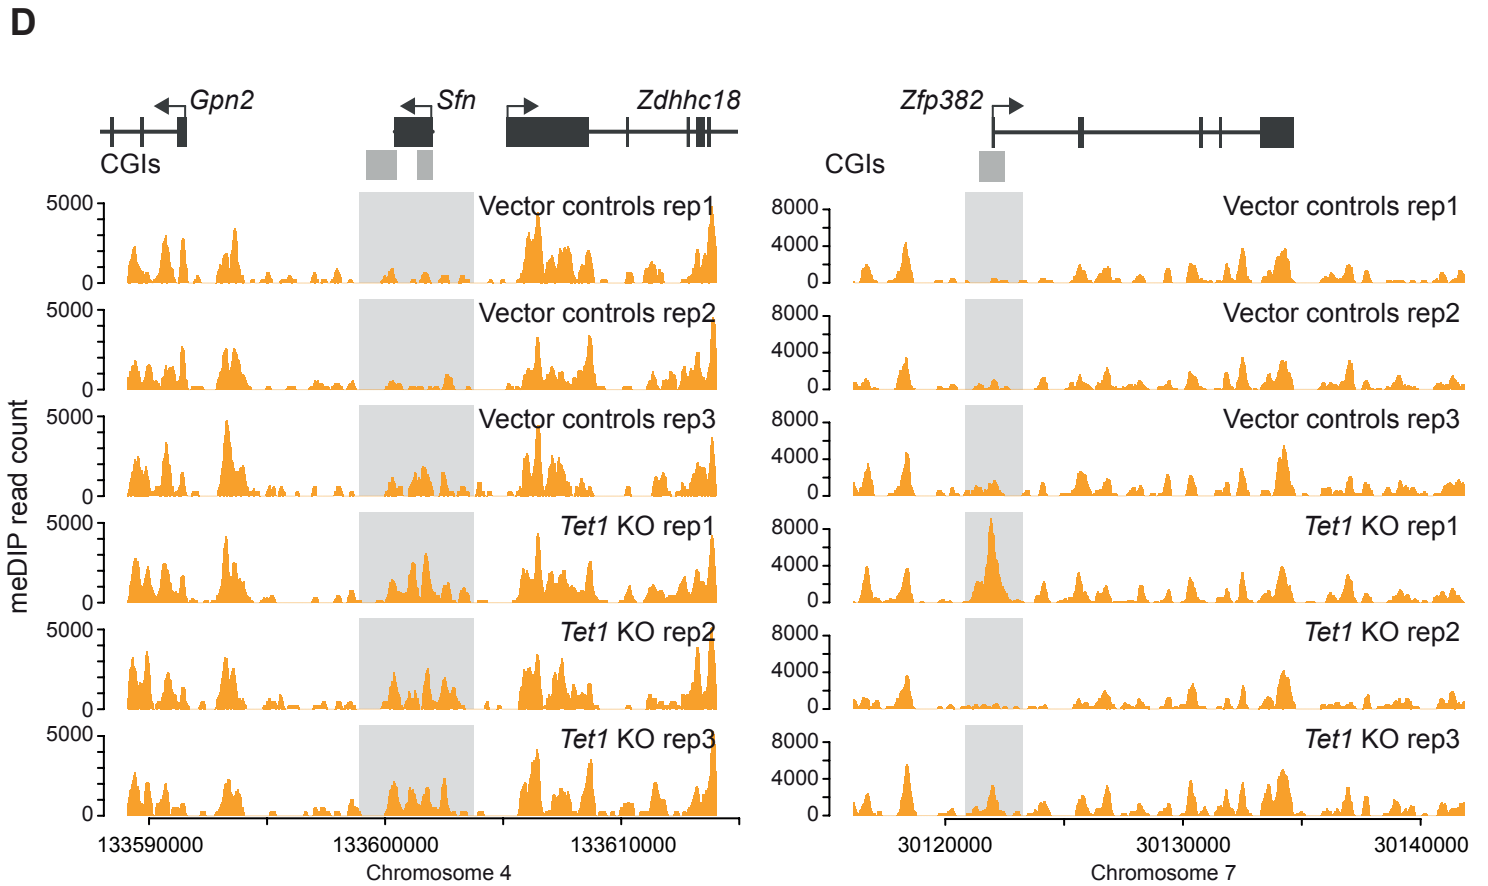 D
Gpn2 Sfn Zdhhc18
CGIs
meDIP read count
5000 Vector controls rep1
0
5000 Vector controls rep2
0
5000 Vector controls rep3
0
5000 Tet1 KO rep1
0
5000 Tet1 KO rep2
0
5000 Tet1 KO rep3
0
133590000 133600000 133610000
Chromosome 4
Zfp382
CGIs
8000 Vector controls rep1
4000
0
8000 Vector controls rep2
4000
0
8000 Vector controls rep3
4000
0
8000 Tet1 KO rep1
4000
0
8000 Tet1 KO rep2
4000
0
8000 Tet1 KO rep3
4000
0
30120000 30130000 30140000
Chromosome 7